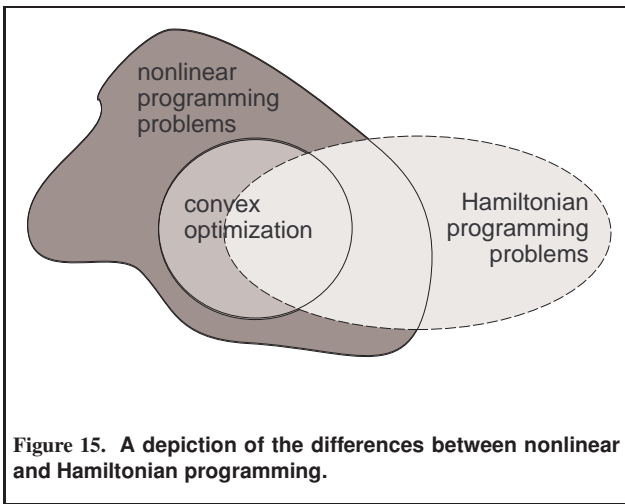 nonlinear
programming
problems
convex
optimization
Hamiltonian
programming
problems
Figure 15. A depiction of the differences between nonlinear
and Hamiltonian programming.